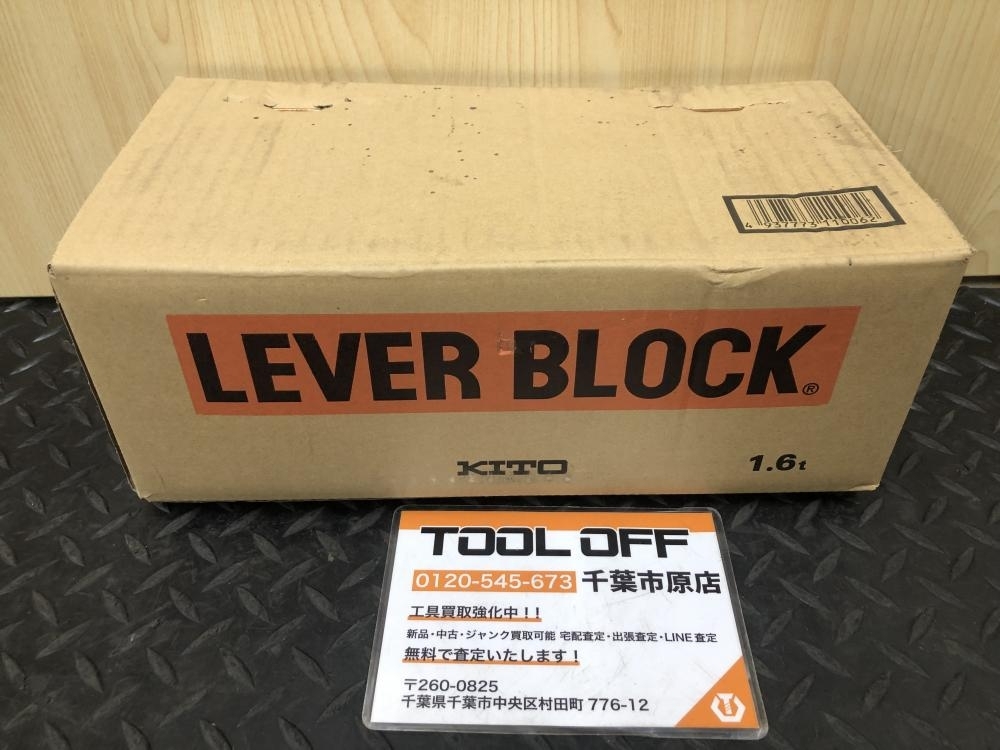 4 937773 110062
LEVER BLOCK®
KITO
1.6t
TOOL OFF
0120-545-673 千葉市原店
工具買取強化中!!
新品・中古・ジャンク買取可能 宅配査定・出張査定・LINE査定
無料で査定いたします!
〒260-0825
千葉県千葉市中央区村田町 776-12